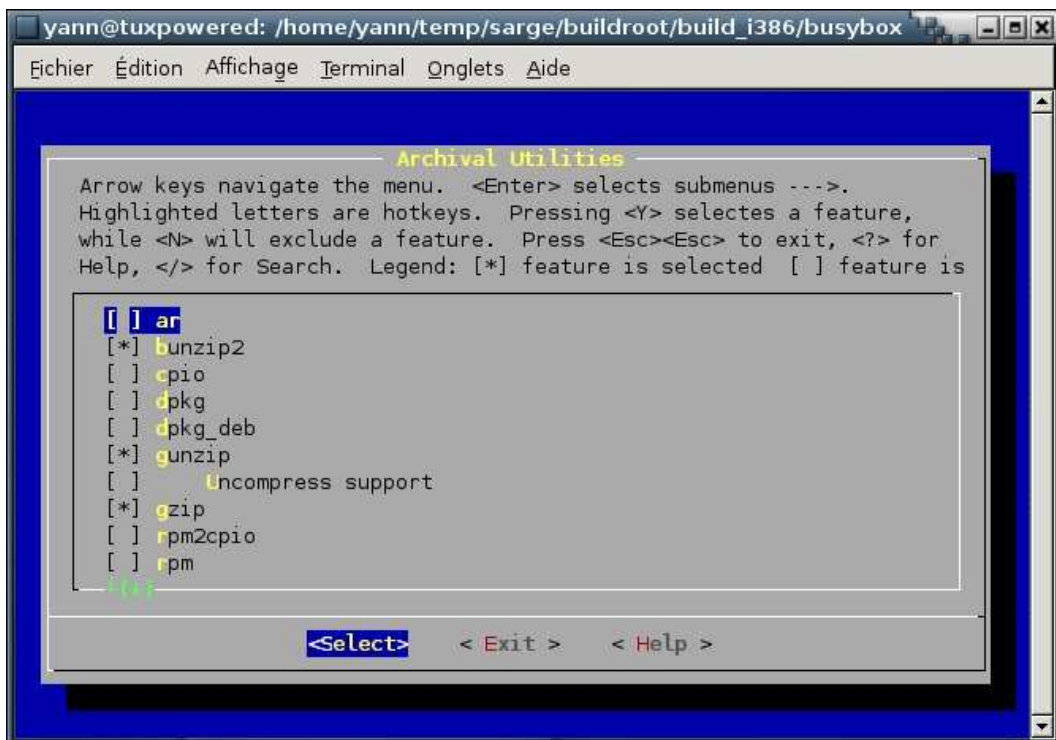 yann@tuxpowered: /home/yann/temp/sarge/buildroot/build_i386/busybox
Fichier Édition Affichage Terminal Onglets Aide
Archival Utilities
Arrow keys navigate the menu. <Enter> selects submenus --->.
Highlighted letters are hotkeys. Pressing <Y> selectes a feature,
while <N> will exclude a feature. Press <Esc><Esc> to exit, <?> for
Help, </> for Search. Legend: [*] feature is selected [ ] feature is
[ ] ar
[*] bunzip2
[ ] cpio
[ ] dpkg
[ ] dpkg_deb
[*] gunzip
[ ] Uncompress support
[*] gzip
[ ] rpm2cpio
[ ] rpm
<Select> < Exit > < Help >